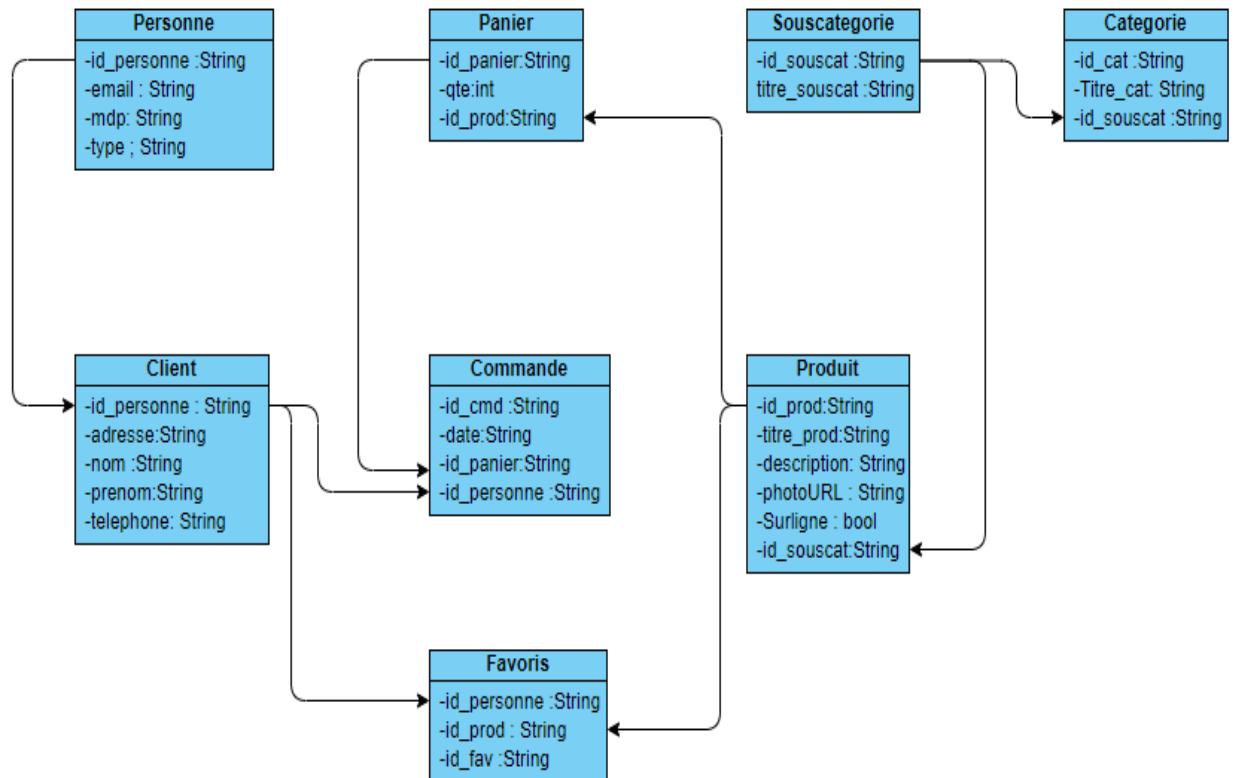 Personne
-id_personne :String
-email : String
-mdp: String
-type ; String
Panier
-id_panier:String
-qte:int
-id_prod:String
Souscategorie
-id_souscat :String
titre_souscat :String
Categorie
-id_cat :String
-Titre_cat: String
-id_souscat :String
Client
-id_personne : String
-adresse:String
-nom :String
-prenom:String
-telephone: String
Commande
-id_cmd :String
-date:String
-id_panier:String
-id_personne :String
Produit
-id_prod:String
-titre_prod:String
-description: String
-photoURL : String
-Surligne : bool
-id_souscat:String
Favoris
-id_personne :String
-id_prod : String
-id_fav :String